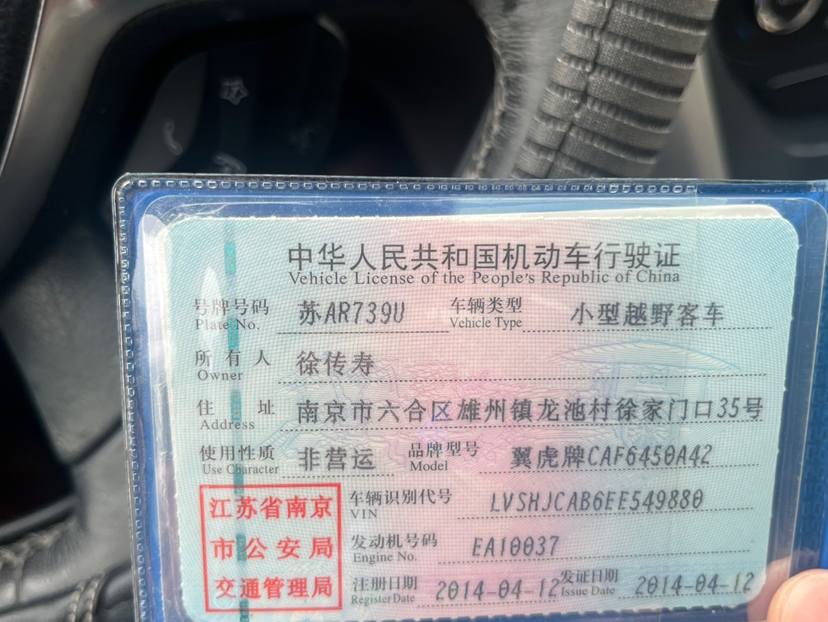 中华人民共和国机动车行驶证
Vehicle License of the People's Republic of China
号牌号码 苏AR739U 车辆类型 小型越野客车
Plate No. Vehicle Type
所有人 徐传寿
Owner
住址 南京市六合区雄州镇龙池村徐家门口35号
Address
使用性质 非营运 品牌型号 翼虎牌CAF6450A42
Use Character Model
江苏省南京
市公安局
交通管理局
车辆识别代号 LVSHJCAB6EE549880
VIN
发动机号码 EA10037
Engine No.
注册日期 2014-04-12 发证日期 2014-04-12
Register Date Issue Date